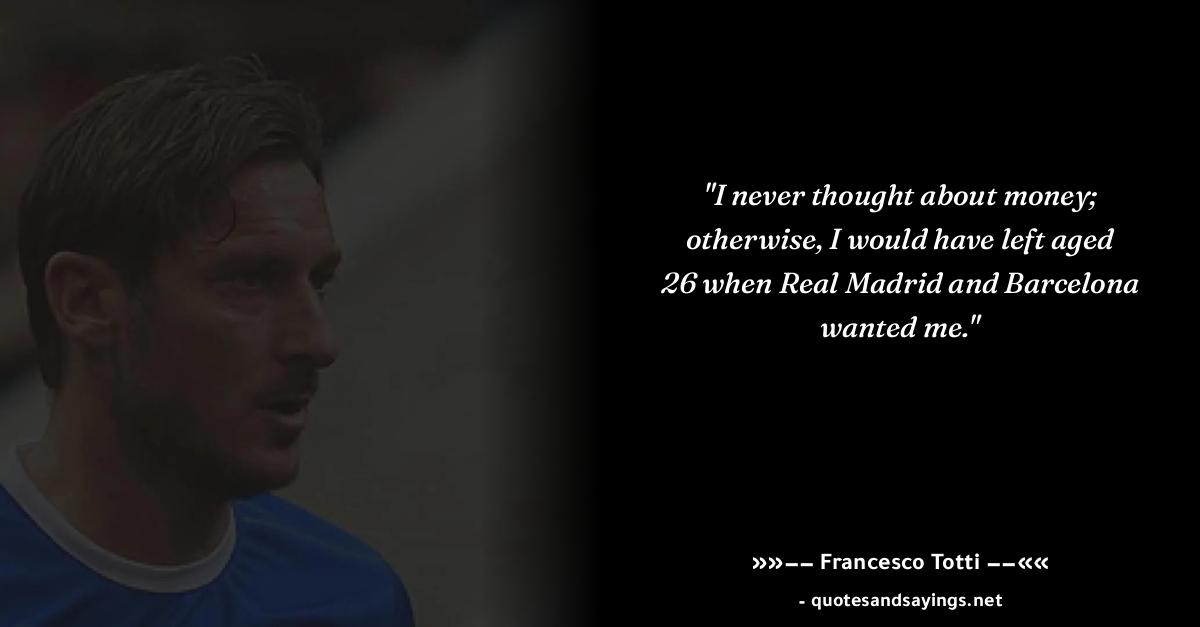 "I never thought about money;
otherwise, I would have left aged
26 when Real Madrid and Barcelona
wanted me."
»»-- Francesco Totti --««
- quotesandsayings.net